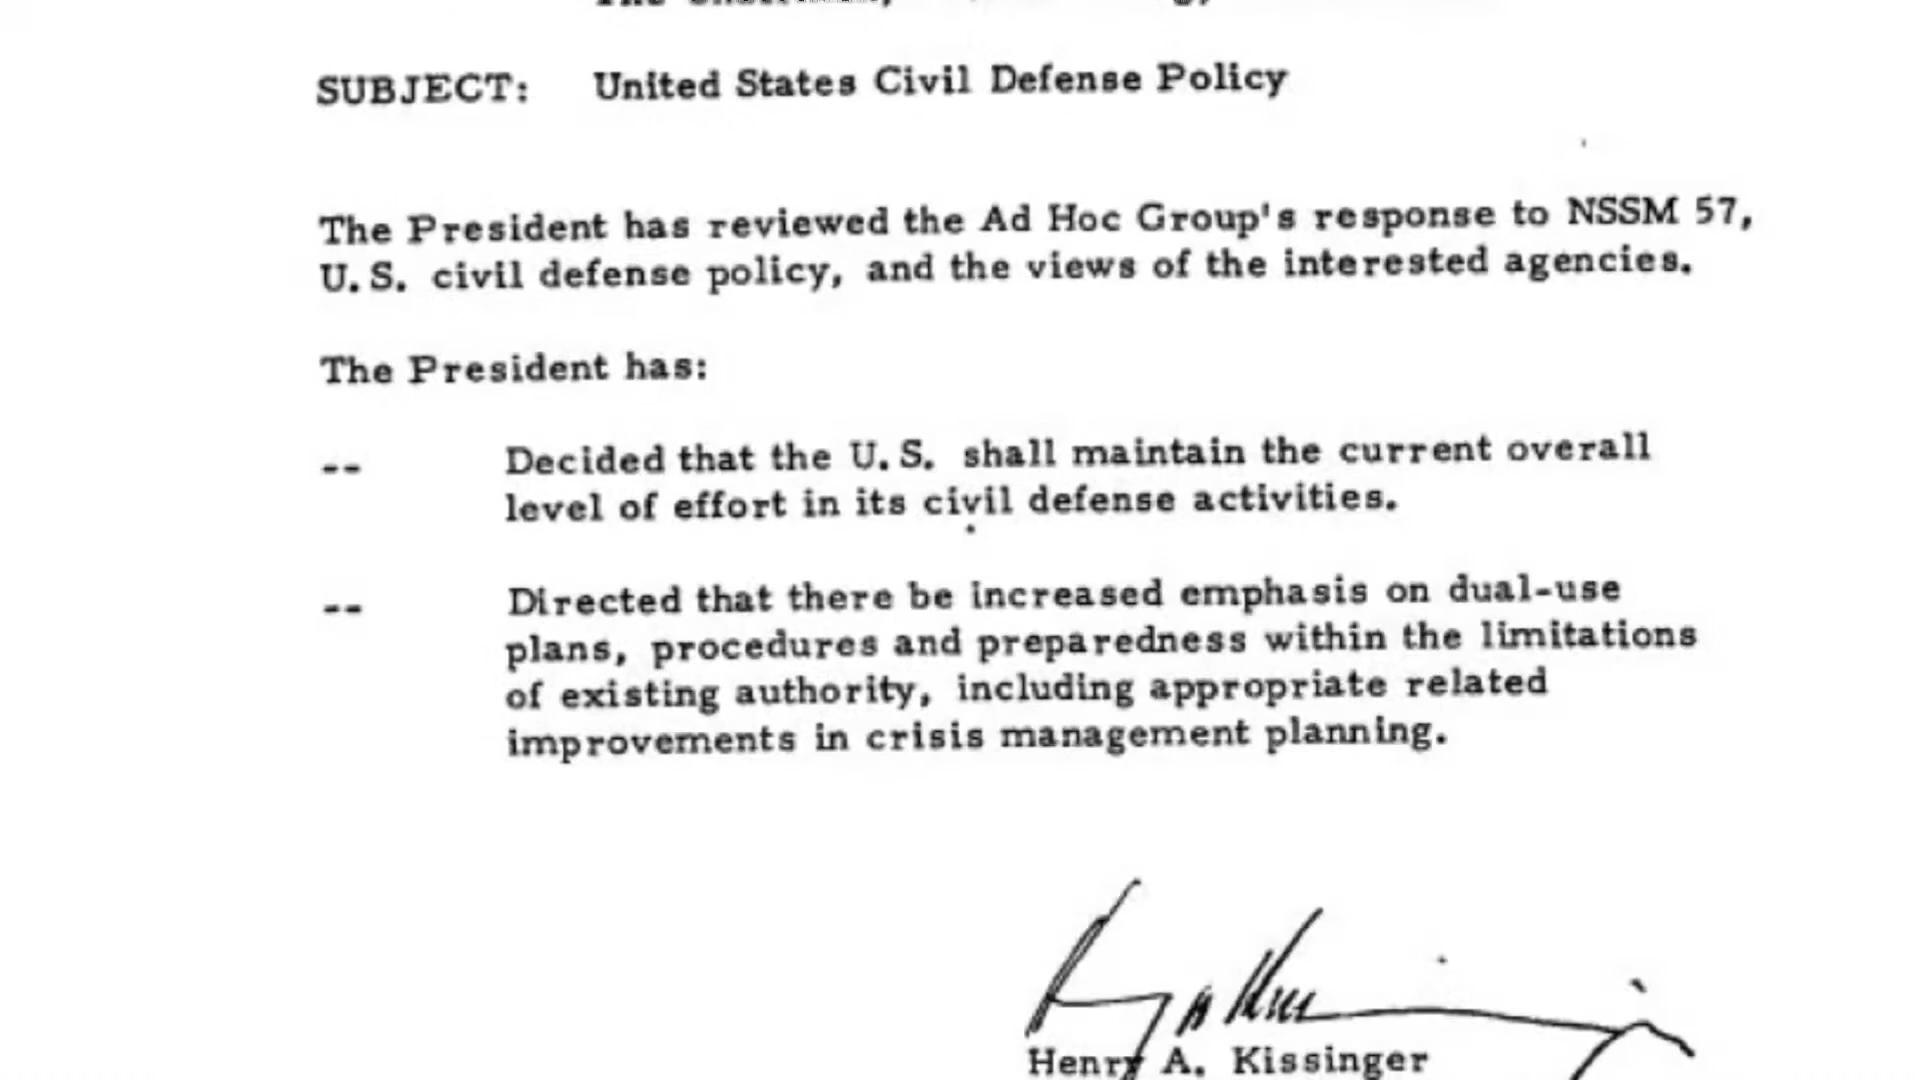 SUBJECT: United States Civil Defense Policy
The President has reviewed the Ad Hoc Group's response to NSSM 57,
U.S. civil defense policy, and the views of the interested agencies.
The President has:
-- Decided that the U.S. shall maintain the current overall
level of effort in its civil defense activities.
-- Directed that there be increased emphasis on dual-use
plans, procedures and preparedness within the limitations
of existing authority, including appropriate related
improvements in crisis management planning.
Henry A. Kissinger